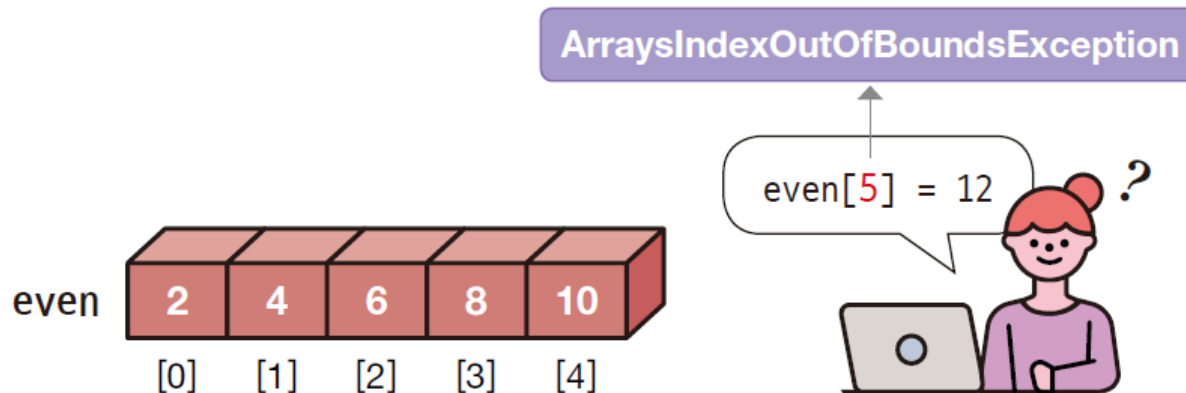 ArraysIndexOutOfBoundsException
even[5] = 12
?
even 2 4 6 8 10
[0] [1] [2] [3] [4]